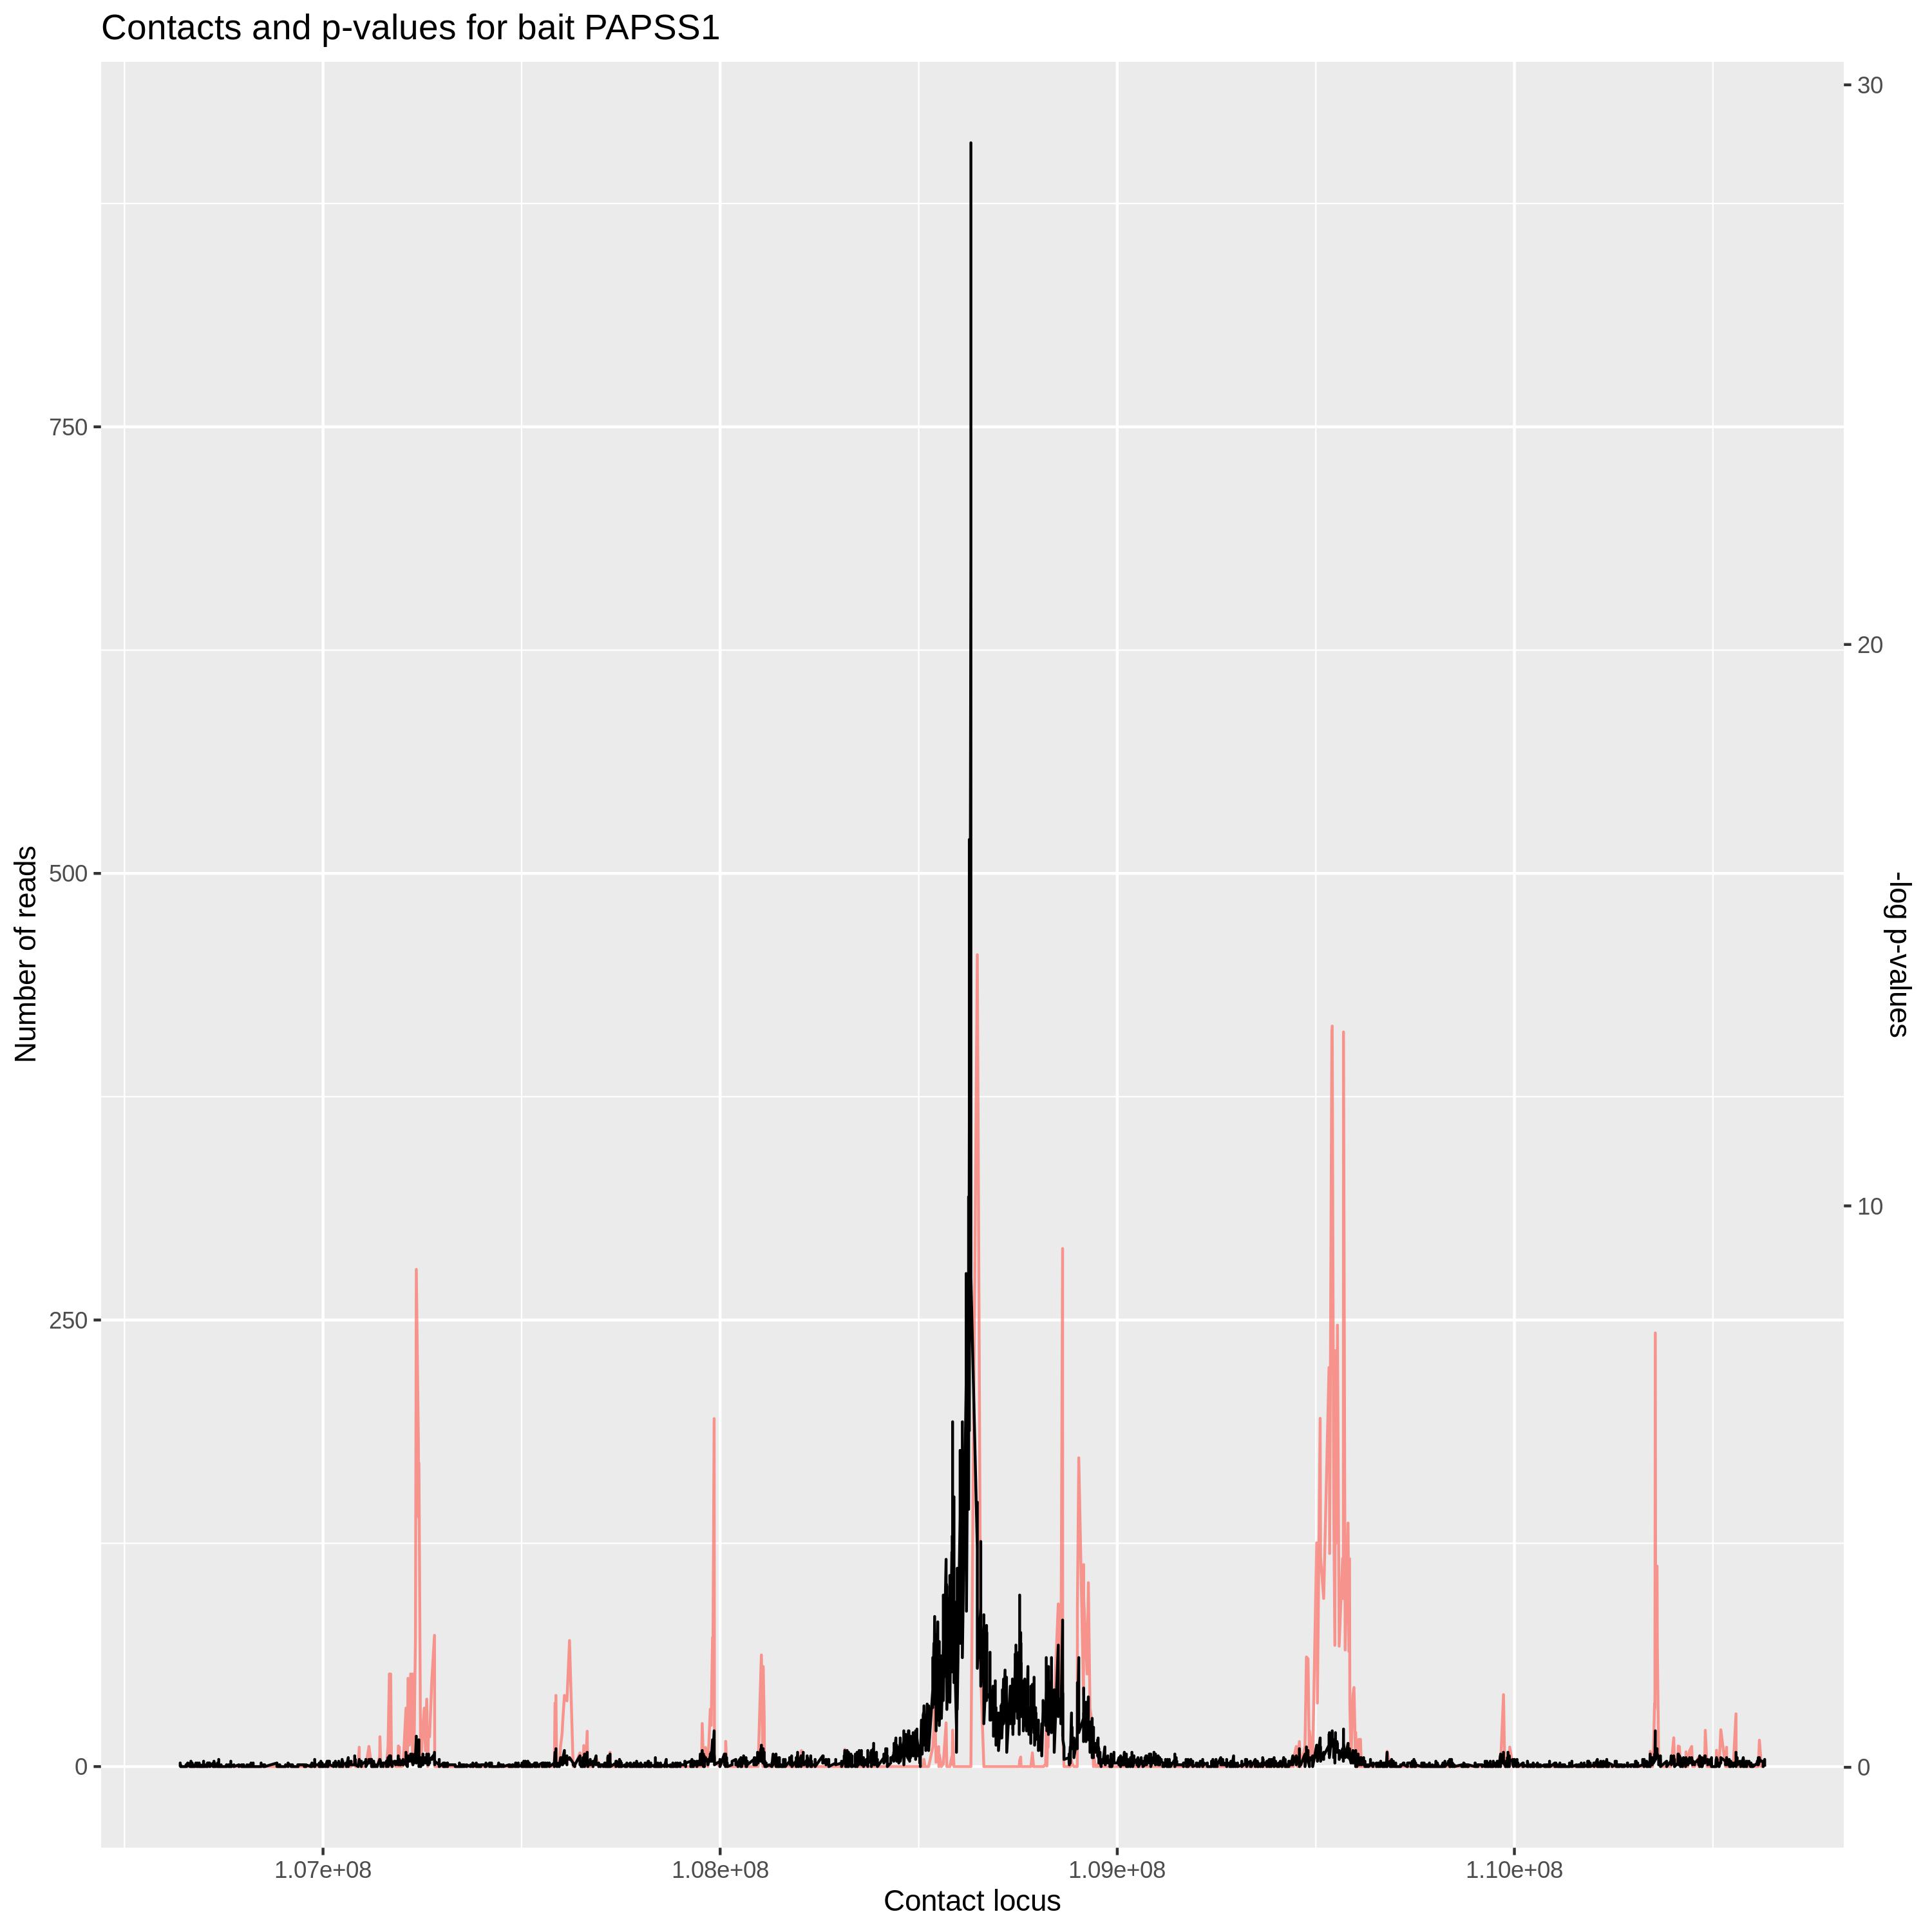 Contacts and p-values for bait PAPSS1
30
750
20
500
Number of reads
-log p-values
10
250
0
0
1.07e+08 1.08e+08 1.09e+08 1.10e+08
Contact locus